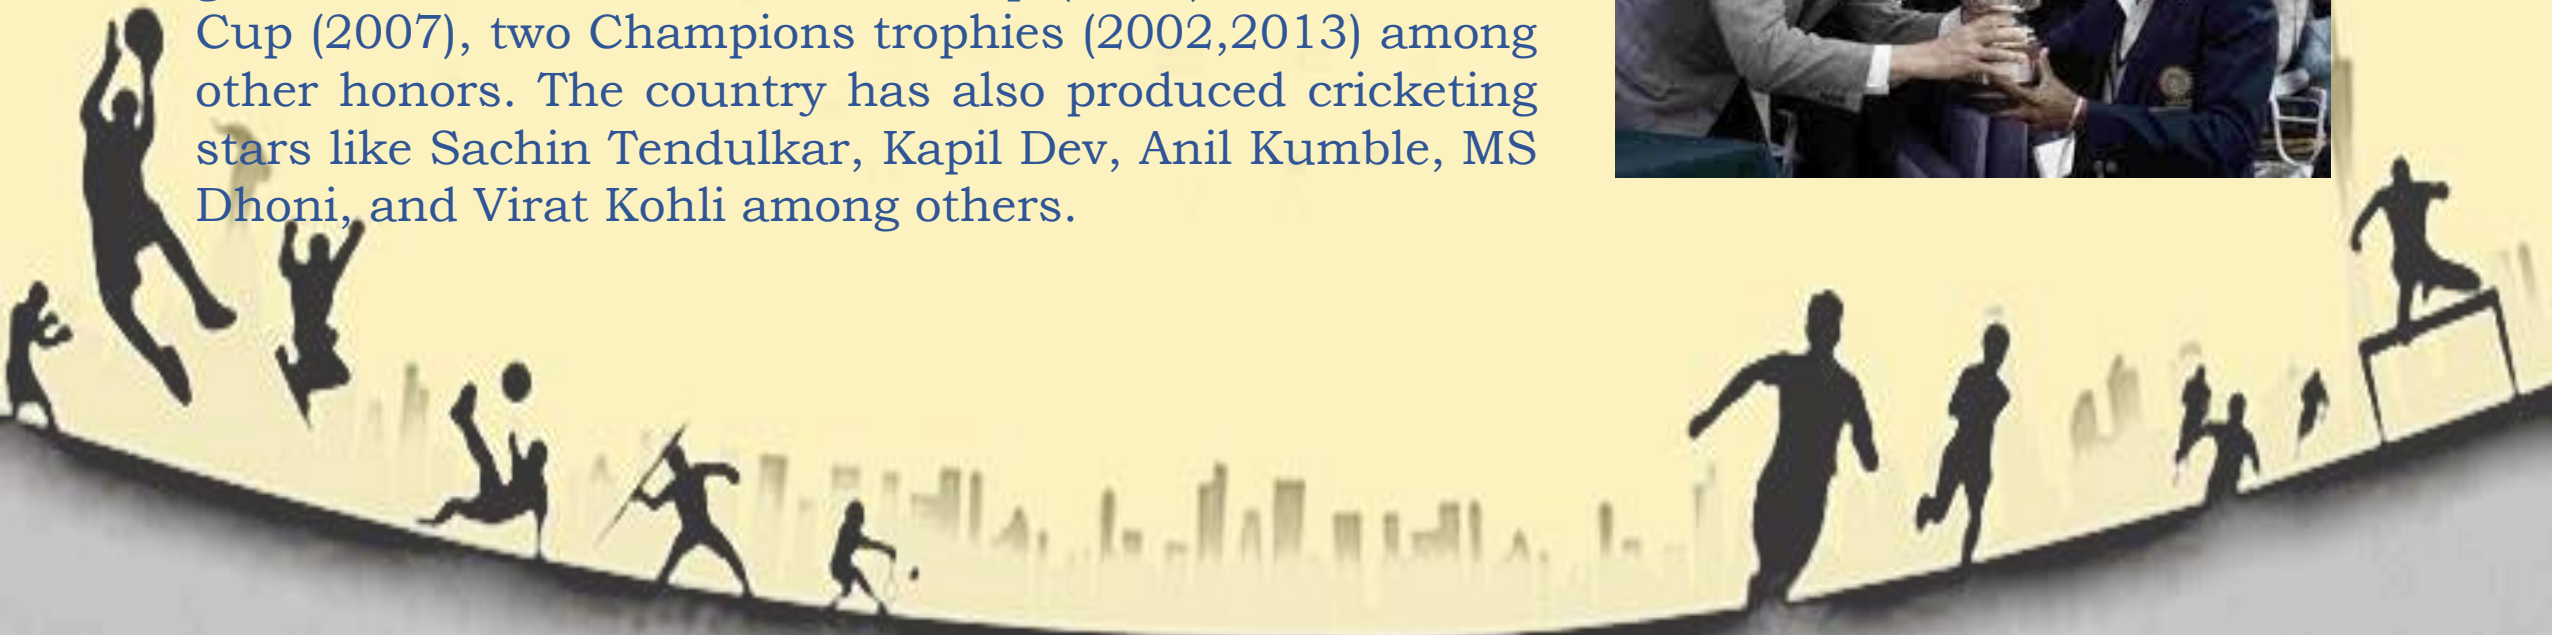 Cup (2007), two Champions trophies (2002,2013) among
other honors. The country has also produced cricketing
stars like Sachin Tendulkar, Kapil Dev, Anil Kumble, MS
Dhoni, and Virat Kohli among others.